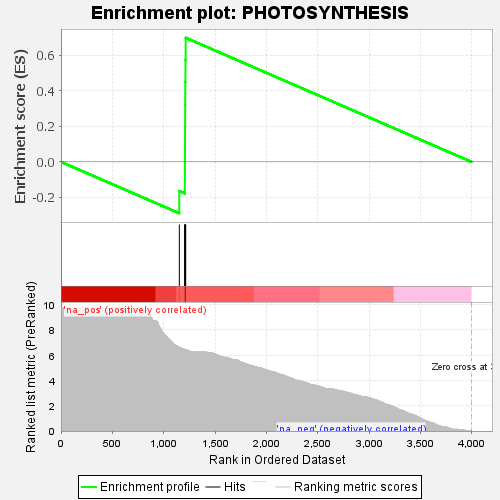 Enrichment plot: PHOTOSYNTHESIS
Enrichment score (ES)
0.6
0.4
0.2
0.0
-0.2
Ranked list metric (PreRanked)
10
8
6
4
2
0
'na_pos' (positively correlated)
Zero cross at
'na_neg' (negatively correlated)
0
500
1,000
1,500
2,000
2,500
3,000
3,500
4,000
Rank in Ordered Dataset
Enrichment profile
Hits
Ranking metric scores